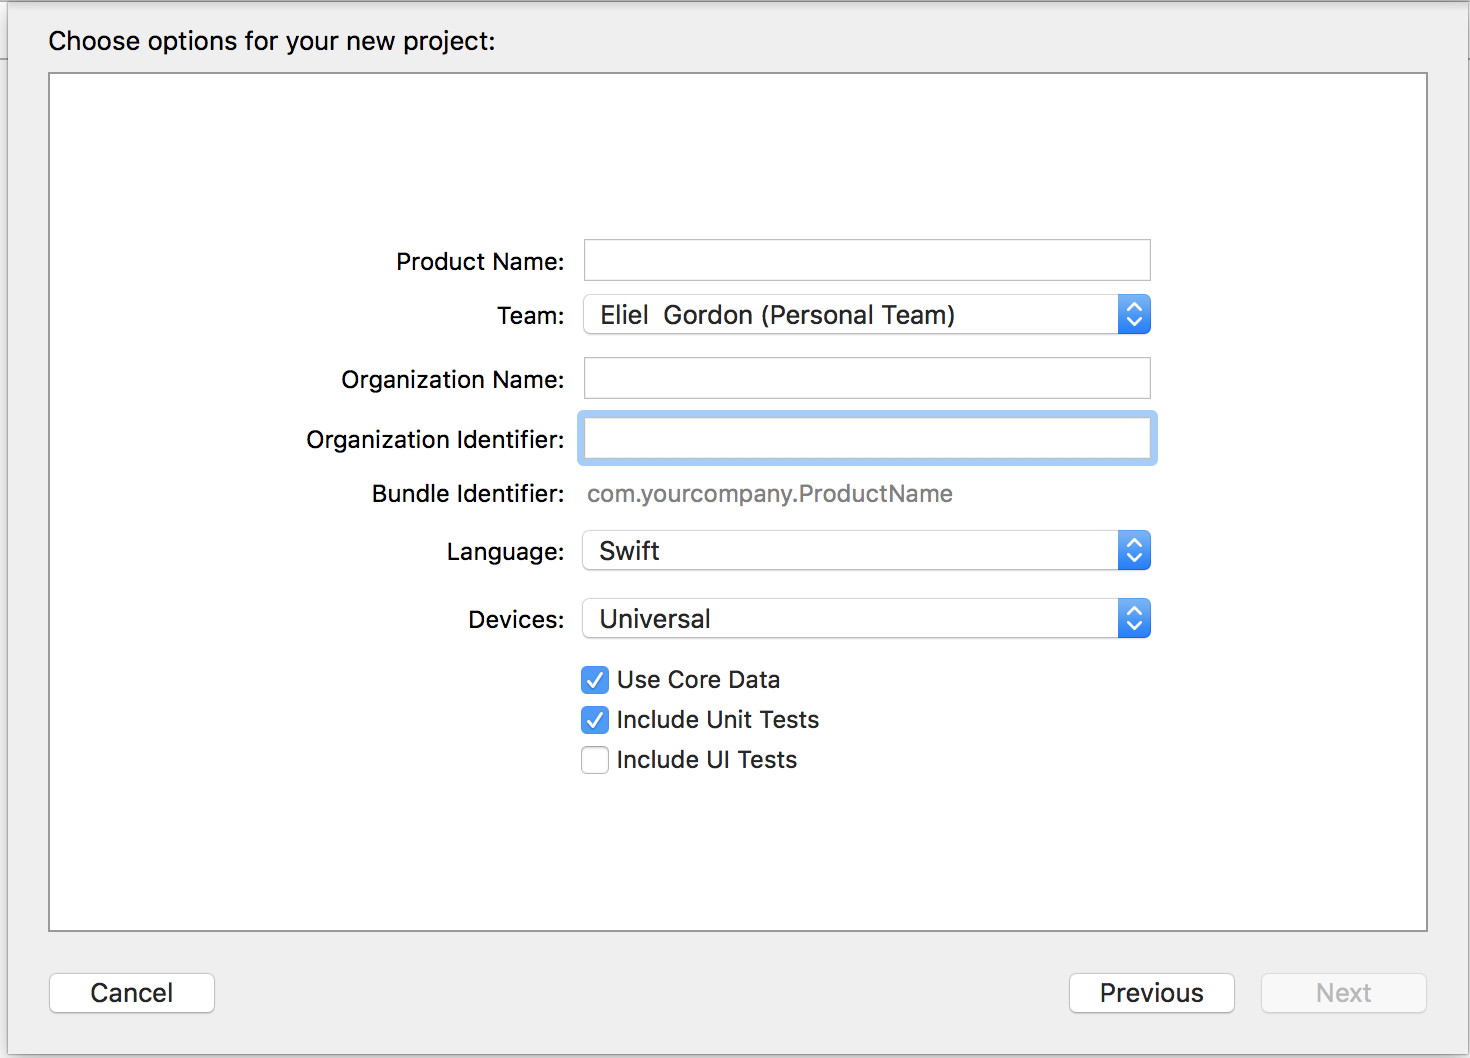 Choose options for your new project:
Product Name:
Team: Eliel  Gordon (Personal Team)
Organization Name:
Organization Identifier:
Bundle Identifier: com.yourcompany.ProductName
Language: Swift
Devices: Universal
Use Core Data
Include Unit Tests
Include UI Tests
Cancel Previous Next